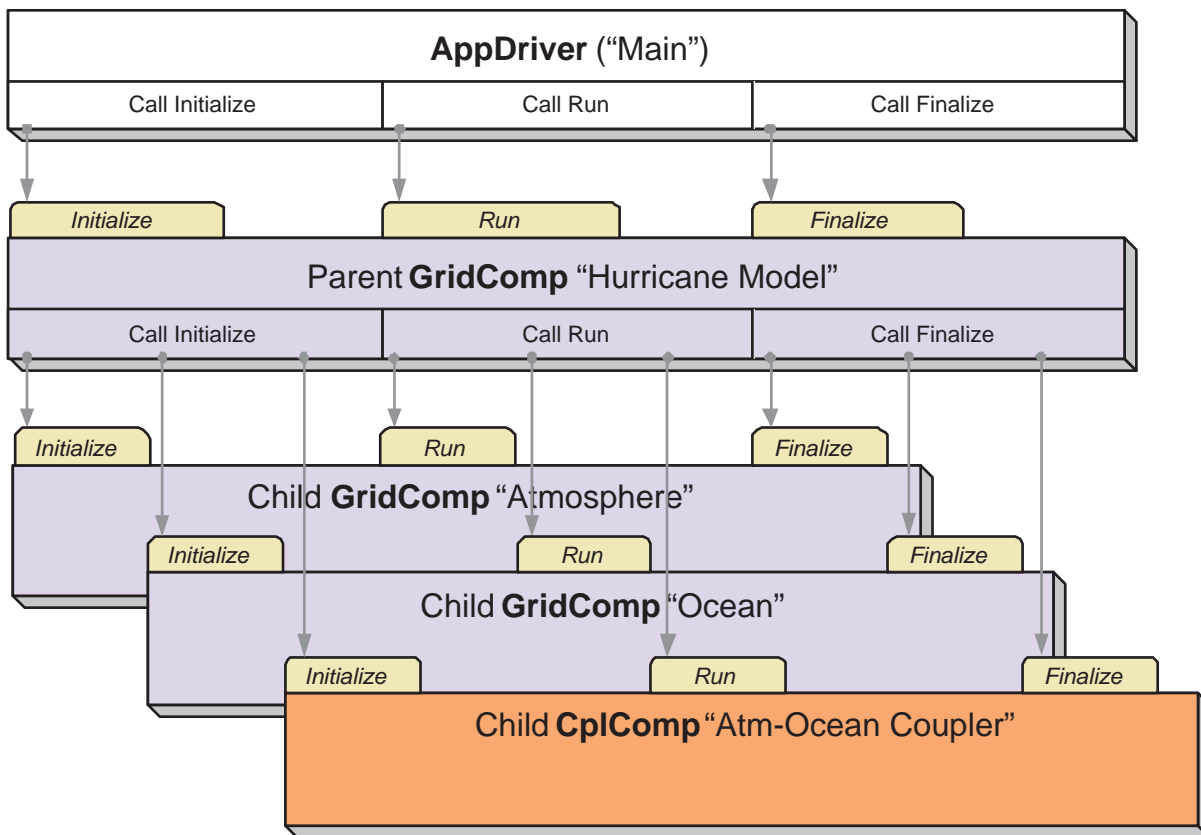 AppDriver (“Main”)
Call Initialize Call Run Call Finalize
Initialize Run Finalize
Parent GridComp “Hurricane Model”
Call Initialize Call Run Call Finalize
Initialize Run Finalize
Child GridComp “Atmosphere”
Initialize Run Finalize
Child GridComp “Ocean”
Initialize Run Finalize
Child CplComp “Atm-Ocean Coupler”